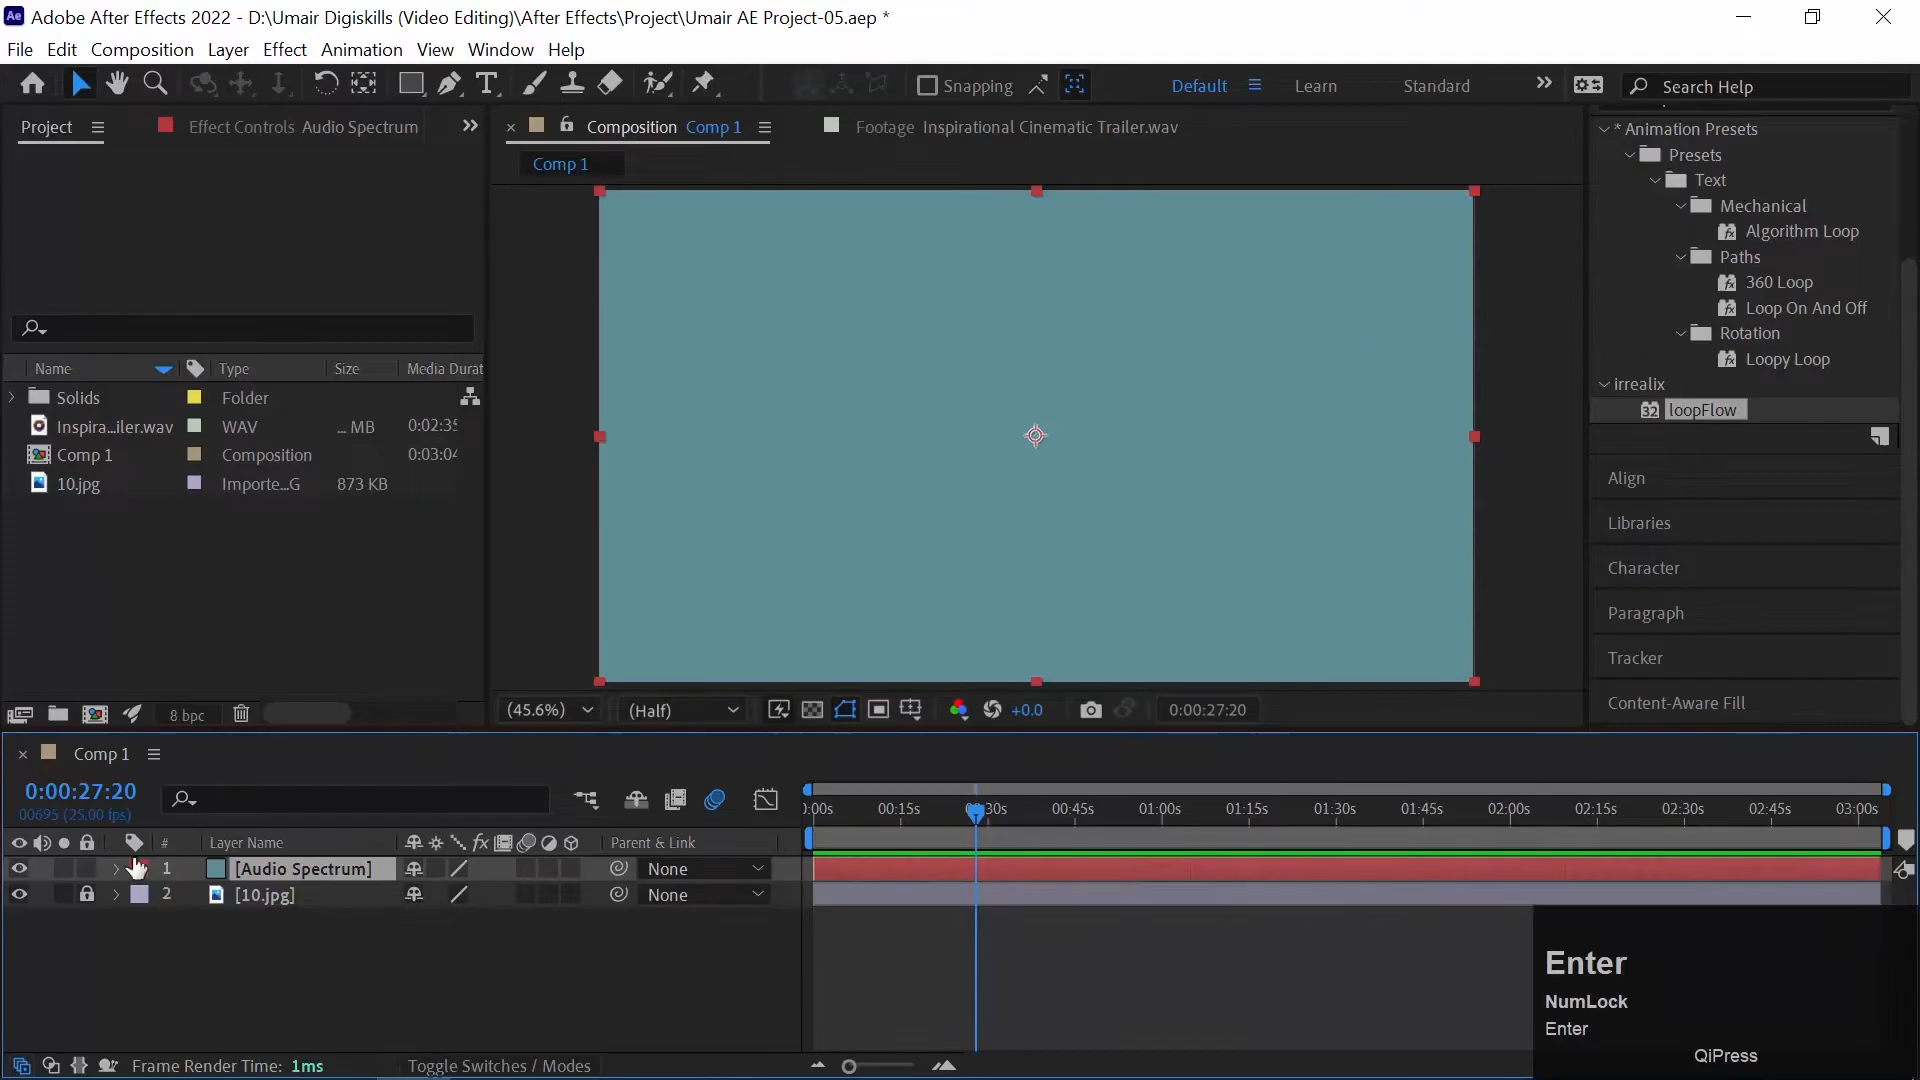 Ae Adobe After Effects 2022 - D:\Umair Digiskills (Video Editing)\After Effects\Project\Umair AE Project-05.aep *
File Edit Composition Layer Effect Animation View Window Help
Snapping Default Learn Standard Search Help
Project Effect Controls Audio Spectrum Composition Comp 1 Footage Inspirational Cinematic Trailer.wav
Comp 1
* Animation Presets
Presets
Text
Mechanical
Algorithm Loop
Paths
360 Loop
Loop On And Off
Rotation
Loopy Loop
irrealix
32 loopFlow
Align
Libraries
Character
Paragraph
Tracker
Content-Aware Fill
Name Type Size Media Durat
Solids Folder
Inspira...iler.wav WAV ... MB 0:02:35
Comp 1 Composition 0:03:04
10.jpg Importe...G 873 KB
8 bpc
(45.6%) (Half) +0.0 0:00:27:20
Comp 1
0:00:27:20
00695 (25.00 fps)
:00s 00:15s 00:30s 00:45s 01:00s 01:15s 01:30s 01:45s 02:00s 02:15s 02:30s 02:45s 03:00s
# Layer Name fx Parent & Link
1 [Audio Spectrum] None
2 [10.jpg] None
Enter
NumLock
Enter
QiPress
Frame Render Time: 1ms Toggle Switches / Modes